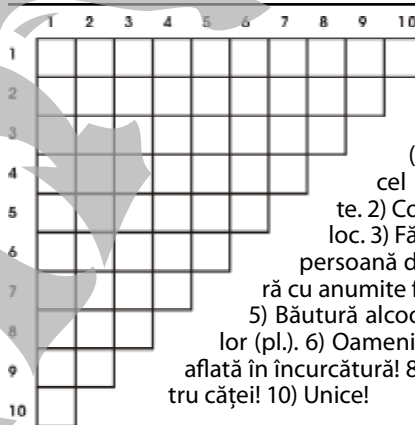 1 2 3 4 5 6 7 8 9 10
1
2
3
4
5
6
7
8
9
10
(
cel
te. 2) Co
loc. 3) Fă
persoană d
ră cu anumite f
5) Băutură alcoo
lor (pl.). 6) Oameni
aflată în încurcătură! 8
tru căței! 10) Unice!